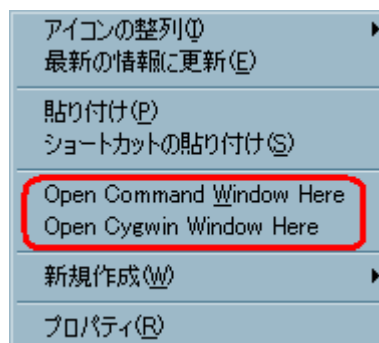 アイコンの整列(I)
最新の情報に更新(E)
貼り付け(P)
ショートカットの貼り付け(S)
Open Command Window Here
Open Cygwin Window Here
新規作成(W)
プロパティ(R)